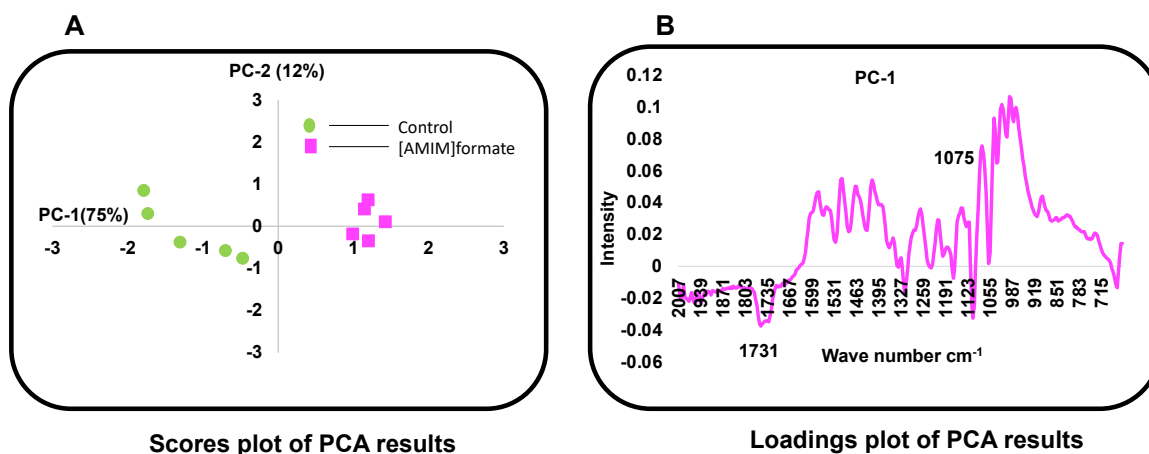 A
PC-2 (12%)
3
2
1
0
-1
-2
-3
-3 -2 -1 0 1 2 3
PC-1(75%)
Control
[AMIM]formate
Scores plot of PCA results
B
PC-1
Intensity
0.12
0.1
0.08
0.06
0.04
0.02
0
-0.02
-0.04
-0.06
1075
1731
2007 1939 1871 1803 1735 1667 1599 1531 1463 1395 1327 1259 1191 1123 1055 987 919 851 783 715
Wave number cm⁻¹
Loadings plot of PCA results